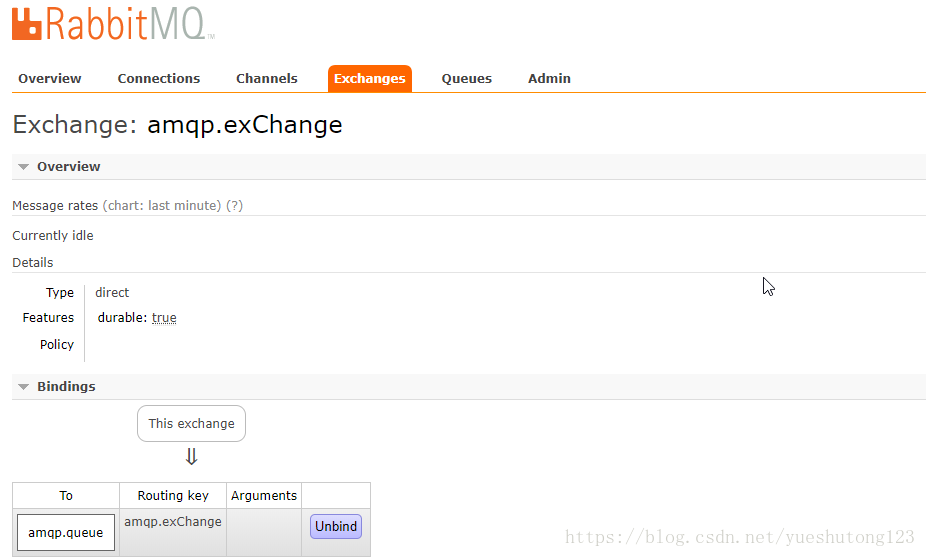 RabbitMQ TM
Overview Connections Channels Exchanges Queues Admin
Exchange: amqp.exChange
Overview
Message rates (chart: last minute) (?)
Currently idle
Details
Type direct
Features durable: true
Policy
Bindings
This exchange
⇓
To Routing key Arguments
amqp.queue amqp.exChange Unbind
https://blog.csdn.net/yueshutong123